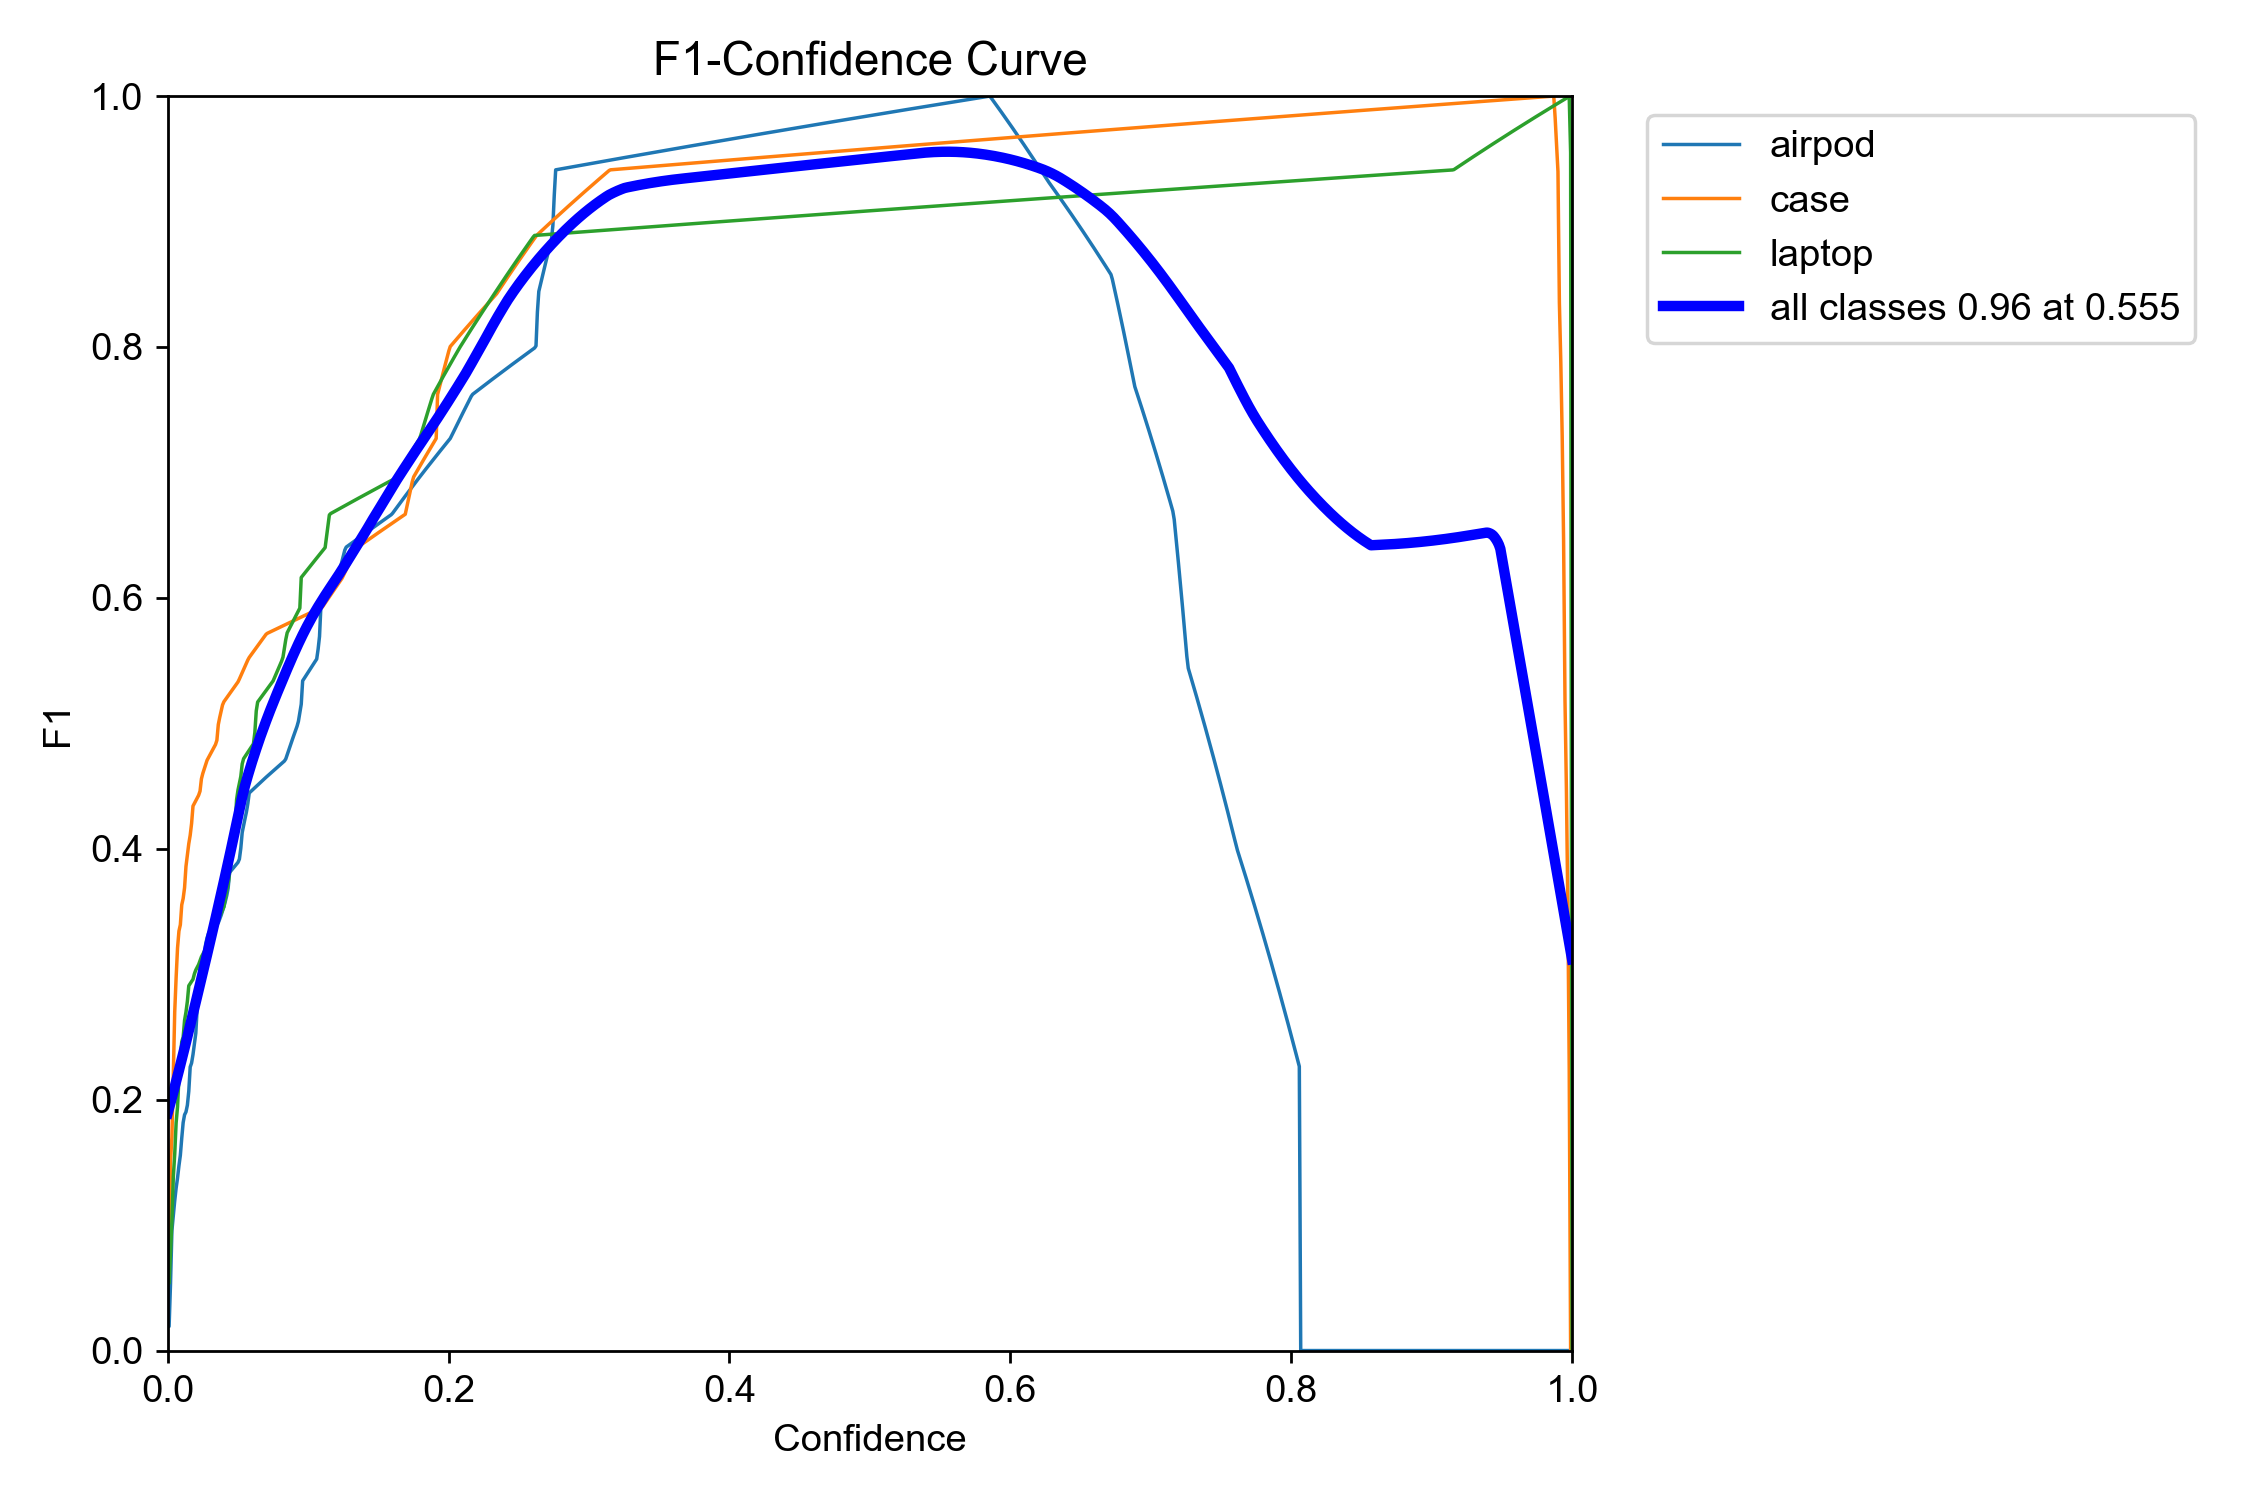 F1-Confidence Curve
1.0
0.8
0.6
0.4
0.2
0.0
F1
0.0 0.2 0.4 0.6 0.8 1.0
Confidence
airpod
case
laptop
all classes 0.96 at 0.555